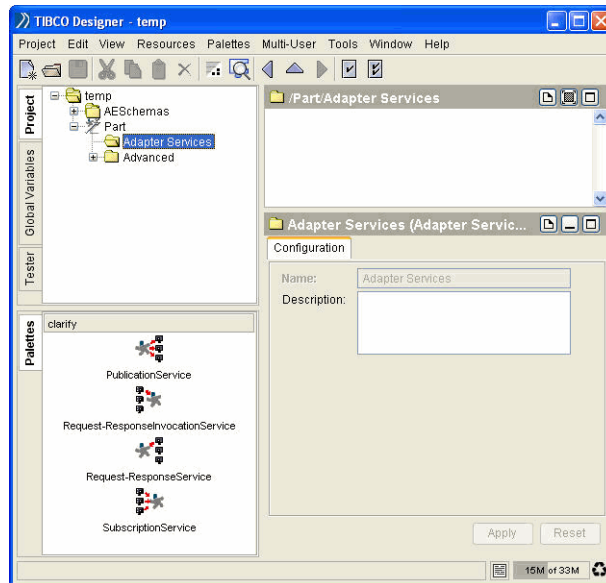 TIBCO Designer - temp
Project Edit View Resources Palettes Multi-User Tools Window Help
Project
Global Variables
Tester
temp
AESchemas
Part
Adapter Services
Advanced
/Part/Adapter Services
Adapter Services (Adapter Servic...
Configuration
Name: Adapter Services
Description:
Palettes
clarify
PublicationService
Request-ResponseInvocationService
Request-ResponseService
SubscriptionService
Apply Reset
15M of 33M